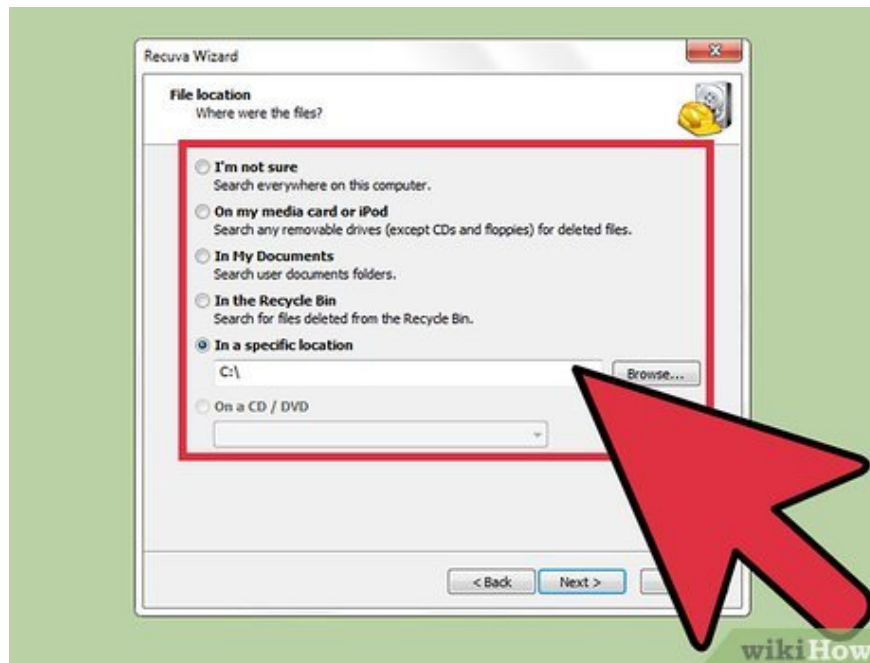 Recuva Wizard
File location
Where were the files?
I'm not sure
Search everywhere on this computer.
On my media card or iPod
Search any removable drives (except CDs and floppies) for deleted files.
In My Documents
Search user documents folders.
In the Recycle Bin
Search for files deleted from the Recycle Bin.
In a specific location
C:\
Browse...
On a CD / DVD
< Back
Next >
wikiHow